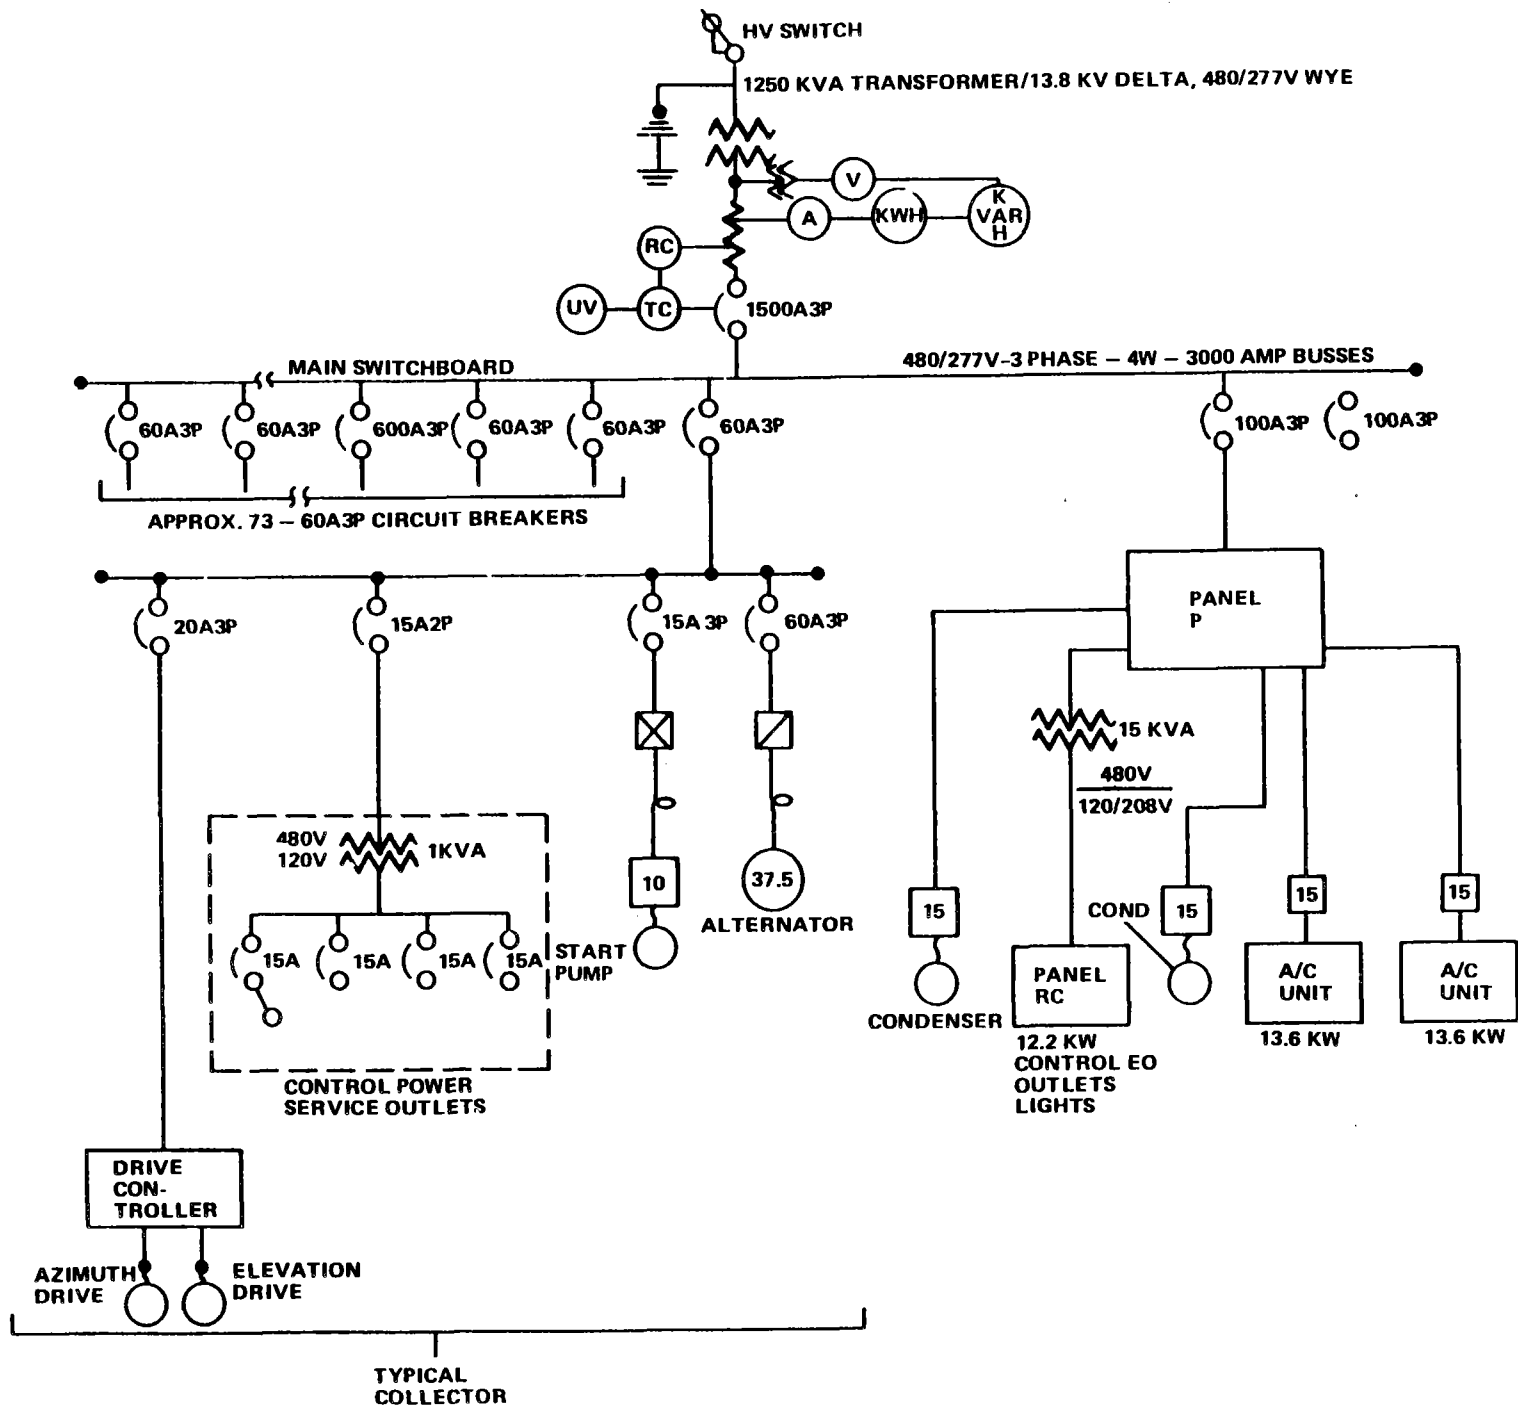 HV SWITCH
1250 KVA TRANSFORMER/13.8 KV DELTA, 480/277V WYE
V
K
VAR
H
A
KWH
RC
UV
TC
1500A3P
MAIN SWITCHBOARD
480/277V-3 PHASE – 4W – 3000 AMP BUSSES
60A3P
60A3P
600A3P
60A3P
60A3P
60A3P
100A3P
100A3P
APPROX. 73 – 60A3P CIRCUIT BREAKERS
20A3P
15A2P
15A3P
60A3P
PANEL
P
15 KVA
480V
120/208V
480V
120V
1KVA
10
37.5
ALTERNATOR
START
PUMP
15A
15A
15A
15A
CONTROL POWER
SERVICE OUTLETS
15
CONDENSER
PANEL
RC
12.2 KW
CONTROL EO
OUTLETS
LIGHTS
COND
15
15
A/C
UNIT
13.6 KW
15
A/C
UNIT
13.6 KW
DRIVE
CON-
TROLLER
AZIMUTH
DRIVE
ELEVATION
DRIVE
TYPICAL
COLLECTOR